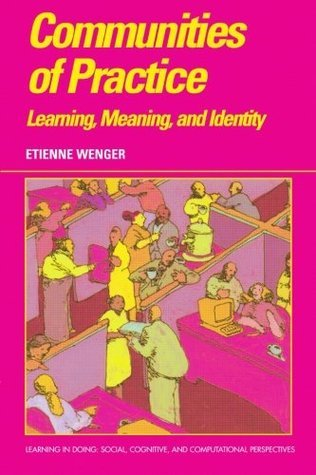 Communities
of Practice
Learning, Meaning, and Identity
ETIENNE WENGER
LEARNING IN DOING: SOCIAL, COGNITIVE, AND COMPUTATIONAL PERSPECTIVES